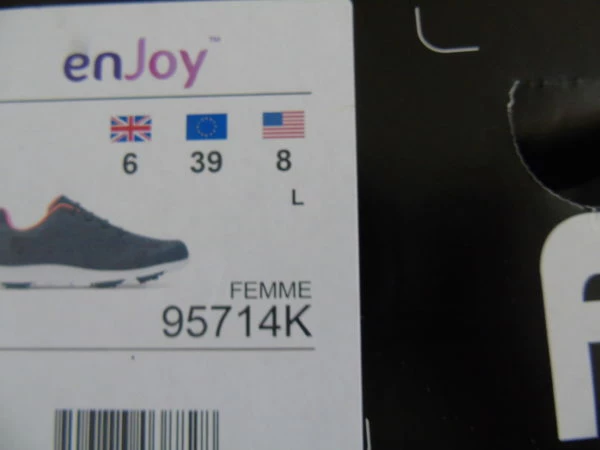 enJoy™
6 39 8
L
FEMME
95714K
f